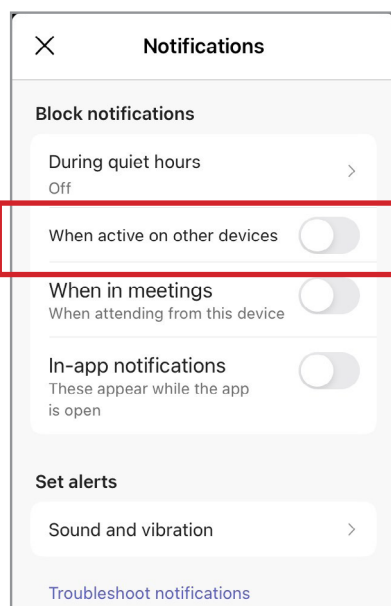 Notifications
Block notifications
During quiet hours
Off
When active on other devices
When in meetings
When attending from this device
In-app notifications
These appear while the app
is open
Set alerts
Sound and vibration
Troubleshoot notifications